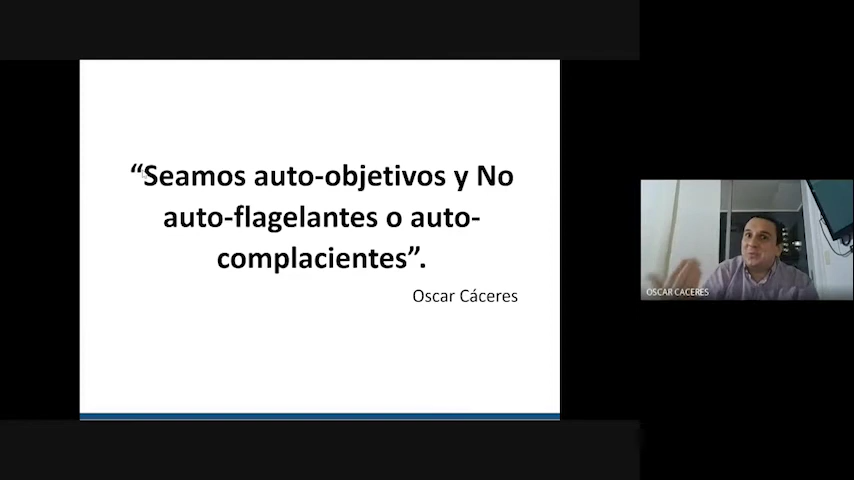 “Seamos auto-objetivos y No
auto-flagelantes o auto-
complacientes”.
Oscar Cáceres
OSCAR CACERES